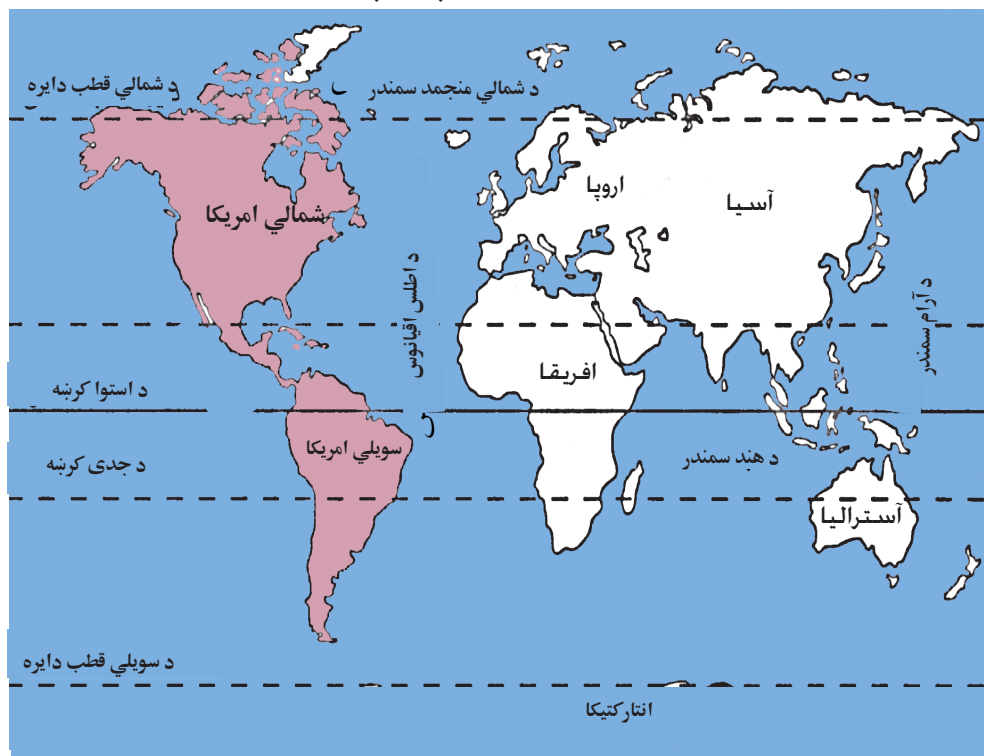 د شمالي قطب دایره
د شمالي منجمد سمندر
اروپا
آسیا
شمالي امریکا
د اطلس اقیانوس
د آرام سمندر
افریقا
د استوا کرښه
سویلي امریکا
د جدی کرښه
د هند سمندر
آسترالیا
د سویلي قطب دایره
انتارکتیکا